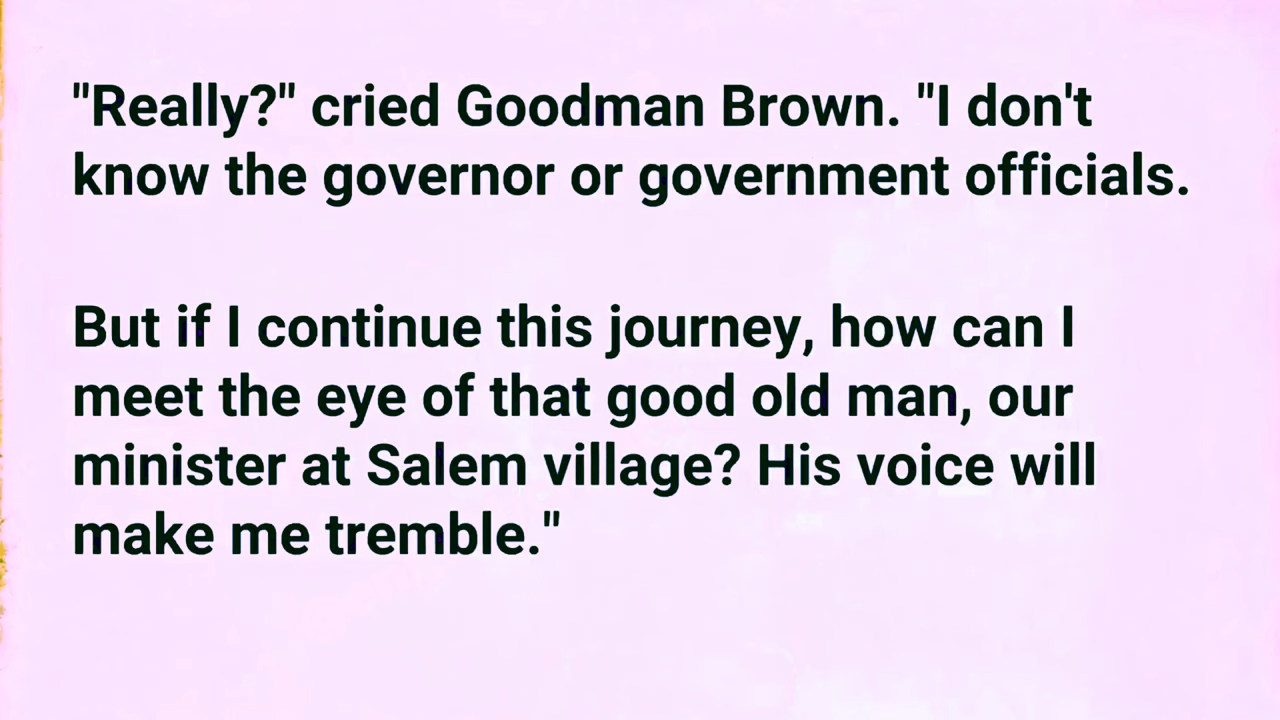 "Really?" cried Goodman Brown. "I don't
know the governor or government officials.
But if I continue this journey, how can I
meet the eye of that good old man, our
minister at Salem village? His voice will
make me tremble."